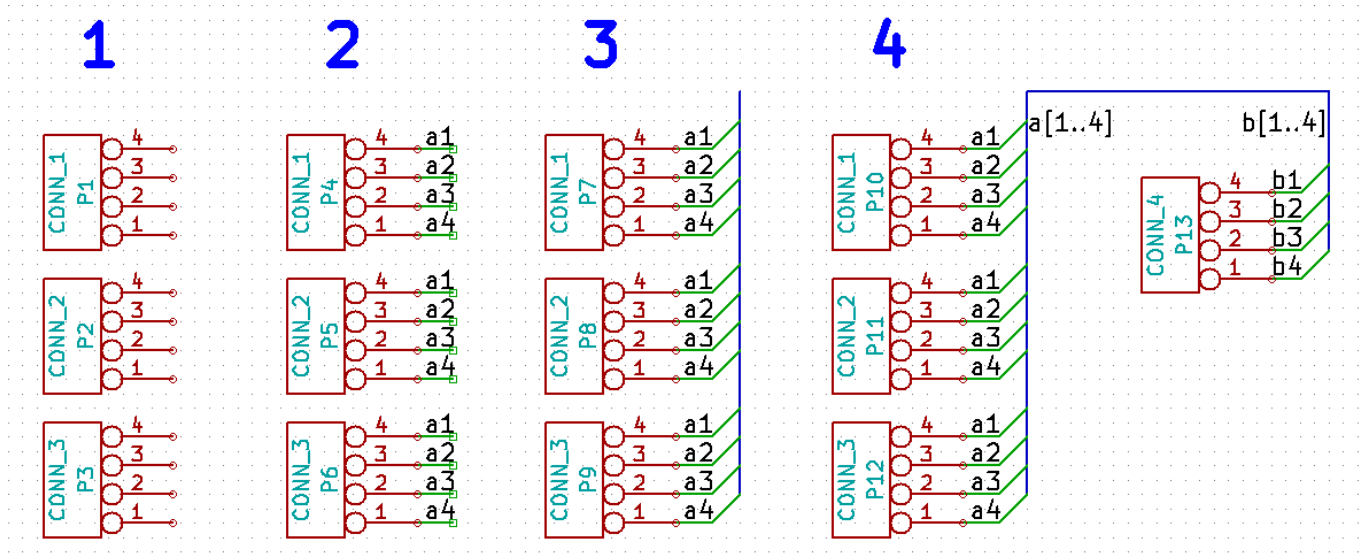 1 2 3 4
a[1..4] b[1..4]
4 4 a1 4 a1 4 a1
3 3 a2 3 a2 3 a2
2 2 a3 2 a3 2 a3
1 1 a4 1 a4 1 a4
CONN_1 CONN_1 CONN_1 CONN_1
P1 P4 P7 P10
4 b1
3 b2
2 b3
1 b4
CONN_4
P13
4 4 a1 4 a1 4 a1
3 3 a2 3 a2 3 a2
2 2 a3 2 a3 2 a3
1 1 a4 1 a4 1 a4
CONN_2 CONN_2 CONN_2 CONN_2
P2 P5 P8 P11
4 4 a1 4 a1 4 a1
3 3 a2 3 a2 3 a2
2 2 a3 2 a3 2 a3
1 1 a4 1 a4 1 a4
CONN_3 CONN_3 CONN_3 CONN_3
P3 P6 P9 P12